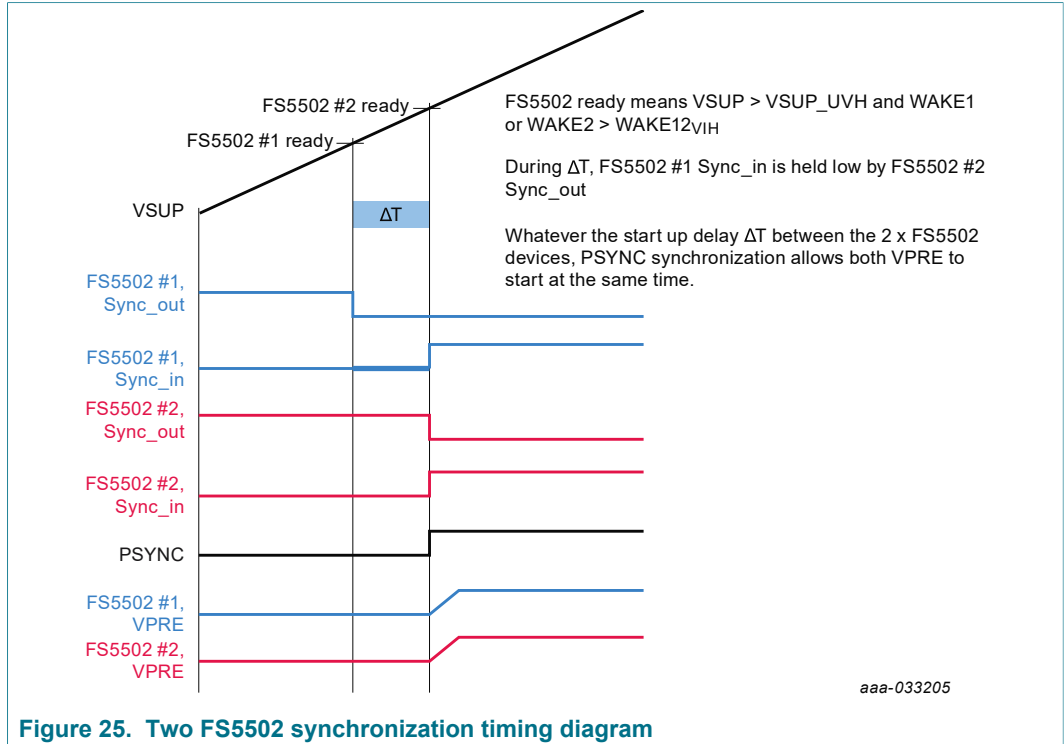 FS5502 #2 ready
FS5502 #1 ready
FS5502 ready means VSUP > VSUP_UVH and WAKE1
or WAKE2 > WAKE12VIH
During ΔT, FS5502 #1 Sync_in is held low by FS5502 #2
Sync_out
Whatever the start up delay ΔT between the 2 x FS5502
devices, PSYNC synchronization allows both VPRE to
start at the same time.
VSUP
ΔT
FS5502 #1,
Sync_out
FS5502 #1,
Sync_in
FS5502 #2,
Sync_out
FS5502 #2,
Sync_in
PSYNC
FS5502 #1,
VPRE
FS5502 #2,
VPRE
aaa-033205
Figure 25. Two FS5502 synchronization timing diagram